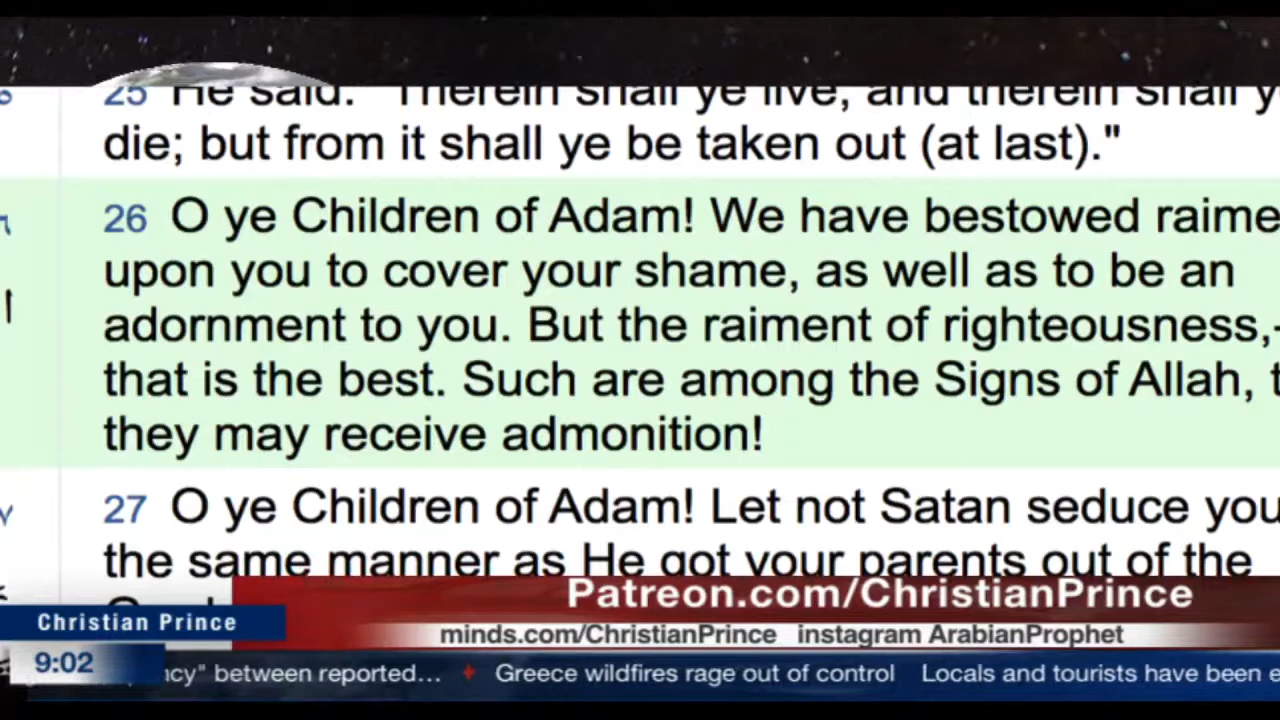 25 He said: "Therein shall ye live, and therein shall
die; but from it shall ye be taken out (at last)."
26 O ye Children of Adam! We have bestowed
upon you to cover your shame, as well as to be an
adornment to you. But the raiment of righteousness,-
that is the best. Such are among the Signs of Allah,
they may receive admonition!
27 O ye Children of Adam! Let not Satan seduce you
the same manner as He got your parents out of the
Patreon.com/ChristianPrince
Christian Prince
minds.com/ChristianPrince instagram ArabianProphet
9:02
between reported... Greece wildfires rage out of control Locals and tourists have been